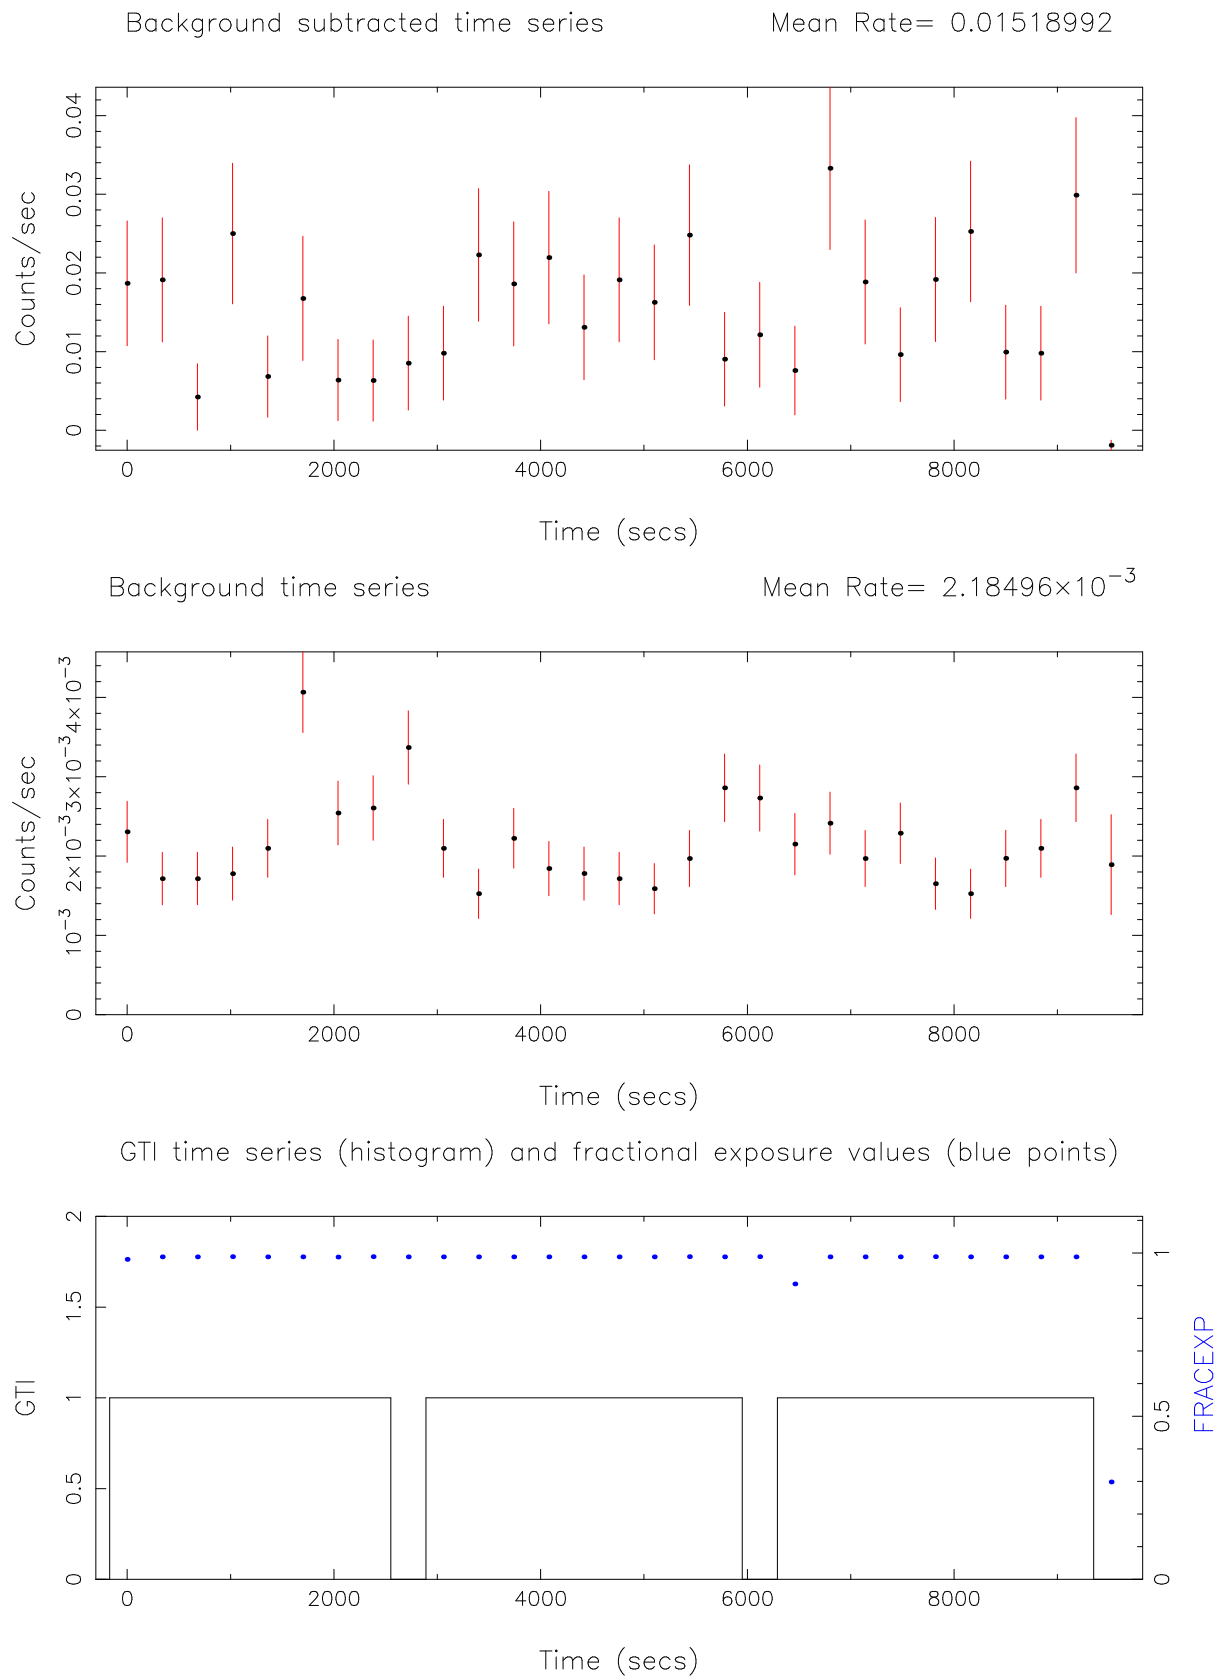 Background subtracted time series Mean Rate= 0.01518992
Counts/sec
0.04
0.03
0.02
0.01
0
0 2000 4000 6000 8000
Time (secs)
Background time series Mean Rate= 2.18496×10⁻³
Counts/sec
4×10⁻³
3×10⁻³
2×10⁻³
10⁻³
0
0 2000 4000 6000 8000
Time (secs)
GTI time series (histogram) and fractional exposure values (blue points)
GTI
2
1.5
1
0.5
0
1
0.5
0
FRACEXP
0 2000 4000 6000 8000
Time (secs)